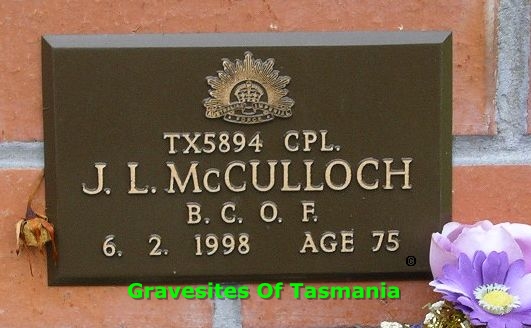 TX5894 CPL.
J. L. McCULLOCH
B. C. O. F.
6. 2. 1998 AGE 75
®
Gravesites Of Tasmania